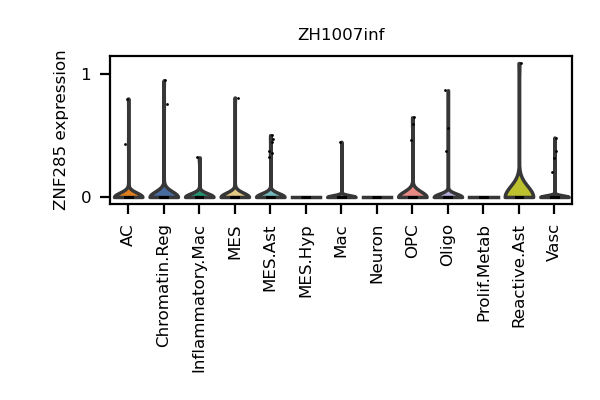 ZH1007inf
ZNF285 expression
1
0
AC
Chromatin.Reg
Inflammatory.Mac
MES
MES.Ast
MES.Hyp
Mac
Neuron
OPC
Oligo
Prolif.Metab
Reactive.Ast
Vasc